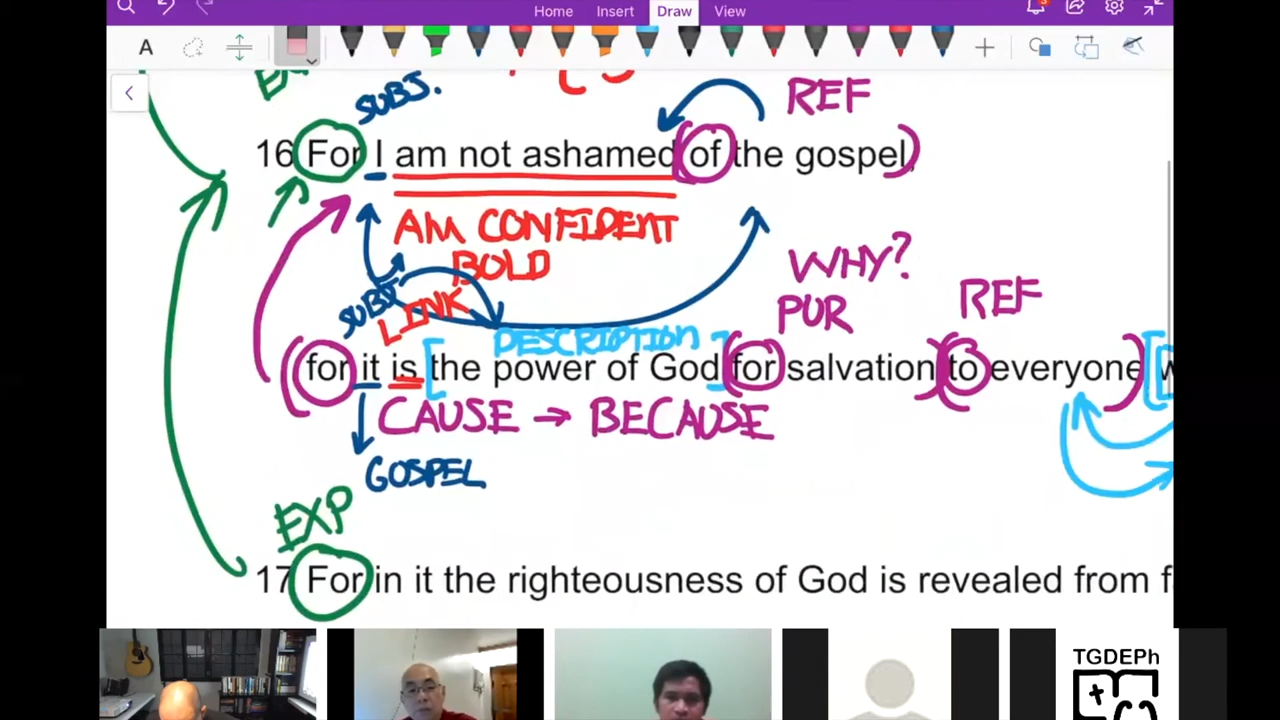 Home Insert Draw View
A
SUBJ.
REF
16 For I am not ashamed of the gospel,
AM CONFIDENT
BOLD
WHY?
SUBJ
LINK
PUR
REF
DESCRIPTION
for it is the power of God for salvation to everyone
CAUSE → BECAUSE
GOSPEL
EXP
17 For in it the righteousness of God is revealed from f
TGDEPh